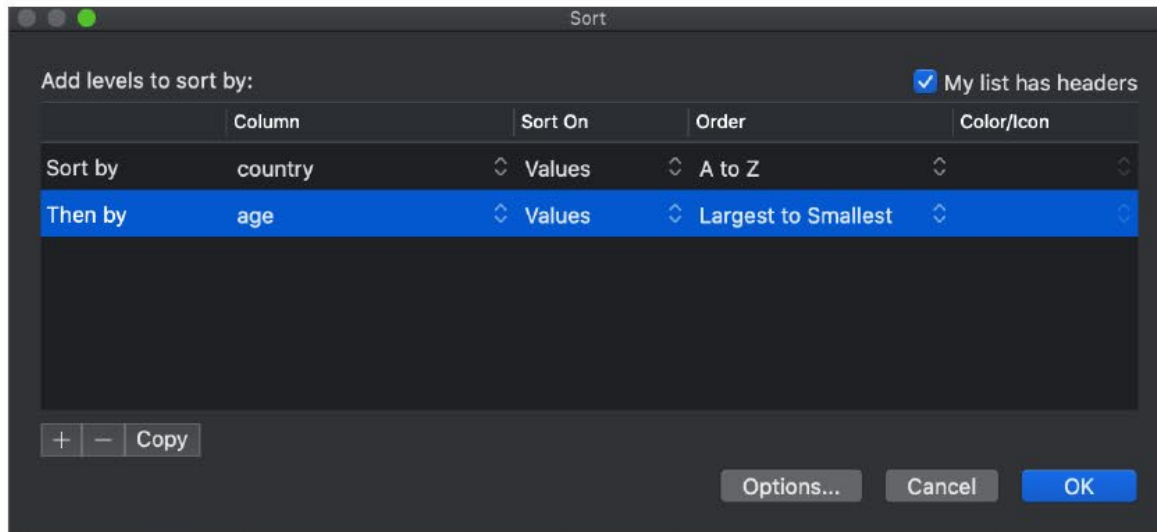 Sort
Add levels to sort by:
My list has headers
Column Sort On Order Color/Icon
Sort by country Values A to Z
Then by age Values Largest to Smallest
+ − Copy
Options... Cancel OK